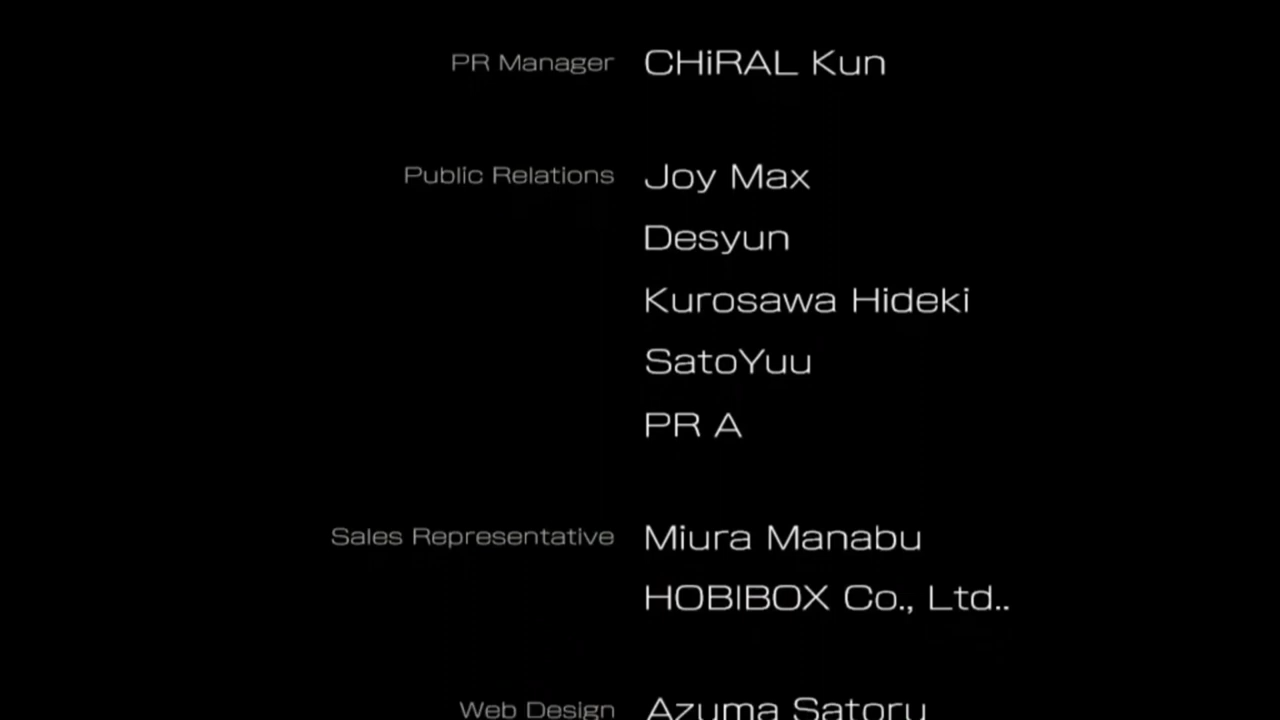 PR Manager CHiRAL Kun
Public Relations Joy Max
Desyun
Kurosawa Hideki
SatoYuu
PR A
Sales Representative Miura Manabu
HOBIBOX Co., Ltd..
Web Design Azuma Satoru